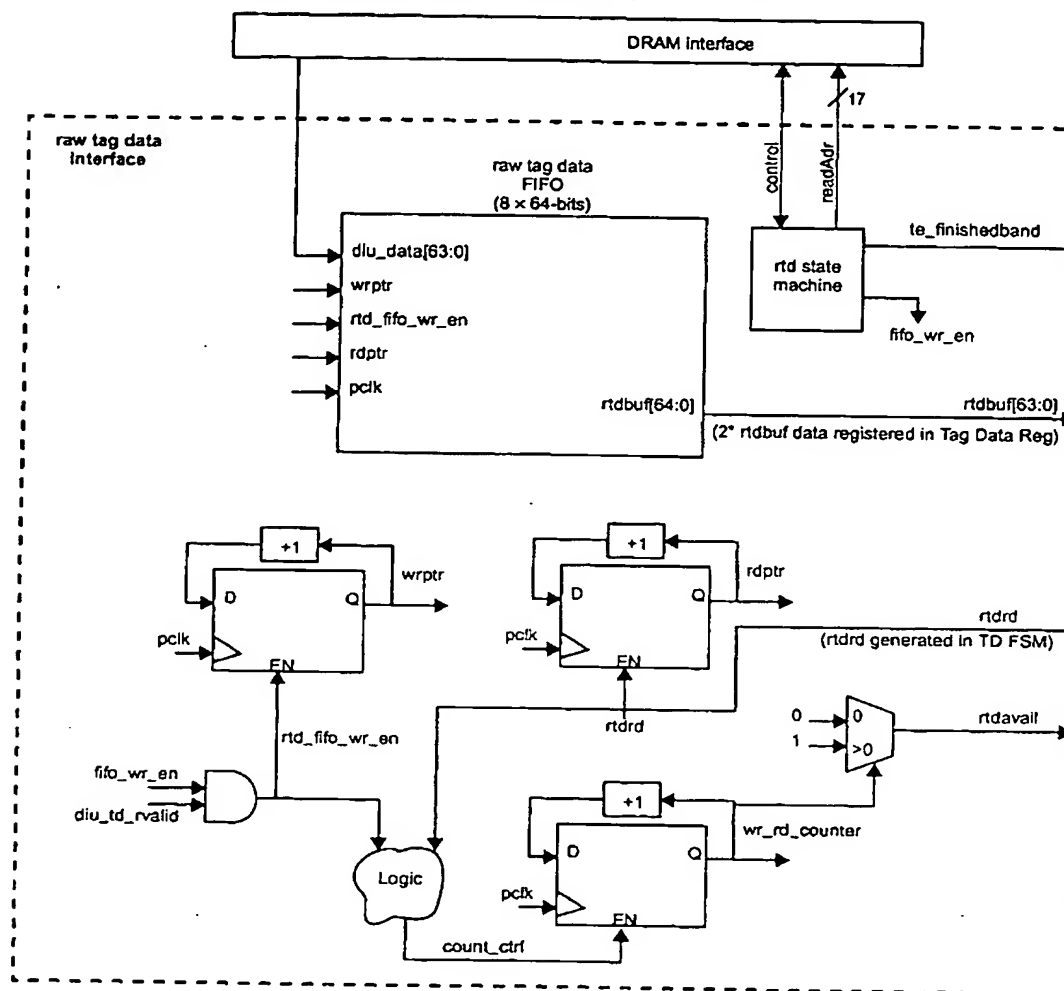 DRAM interface
17
raw tag data
Interface
control
readAdr
raw tag data
FIFO
(8 × 64-bits)
diu_data[63:0]
wrptr
rtd_fifo_wr_en
rdptr
pclk
rtdbuf[64:0]
rtd state
machine
te_finishedband
fifo_wr_en
rtdbuf[63:0]
(2* rtdbuf data registered in Tag Data Reg)
+1
wrptr
D
Q
pclk
EN
+1
rdptr
D
Q
pclk
EN
rtdrd
(rtdrd generated in TD FSM)
rtdrd
rtd_fifo_wr_en
fifo_wr_en
diu_td_rvalid
0
0
1
>0
rtdavail
+1
wr_rd_counter
D
Q
pclk
EN
Logic
count_ctrl